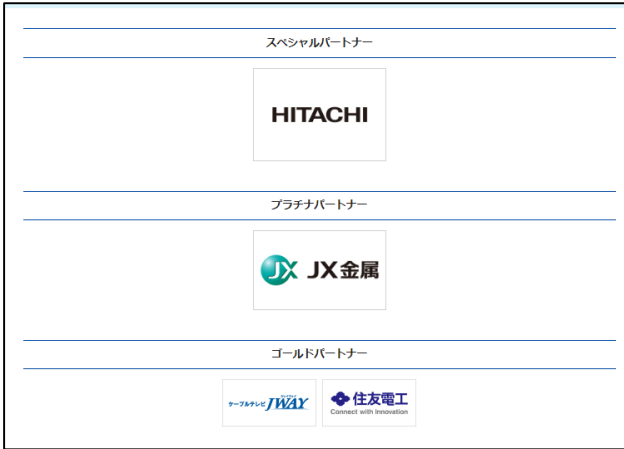 スペシャルパートナー
HITACHI
プラチナパートナー
JX JX金属
ゴールドパートナー
ケーブルテレビ JWAY
住友電工
Connect with Innovation